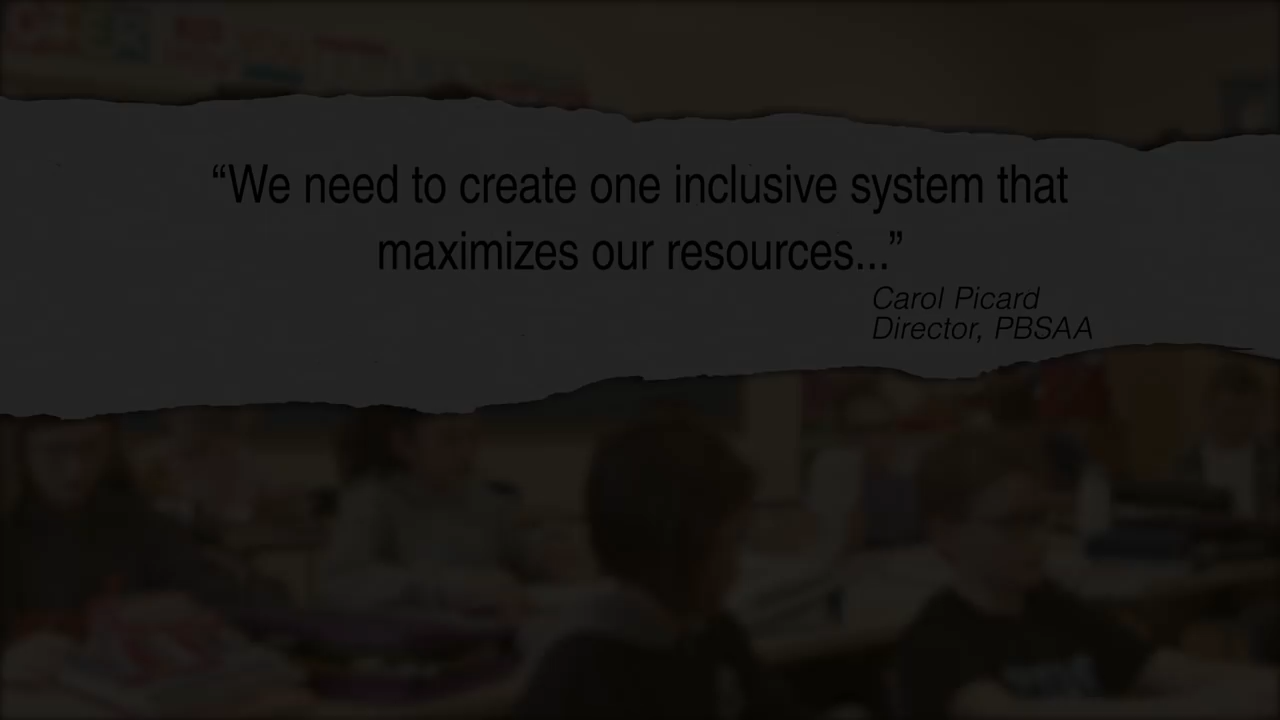 “We need to create one inclusive system that
maximizes our resources...”
Carol Picard
Director, PBSAA